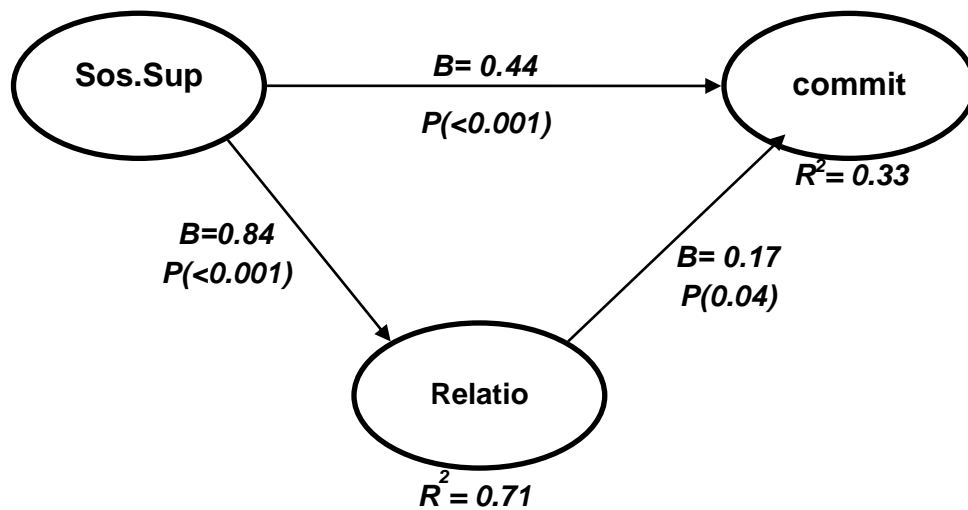 Sos.Sup
B= 0.44
commit
P(<0.001)
R²= 0.33
B=0.84
P(<0.001)
B= 0.17
P(0.04)
Relatio
R²= 0.71